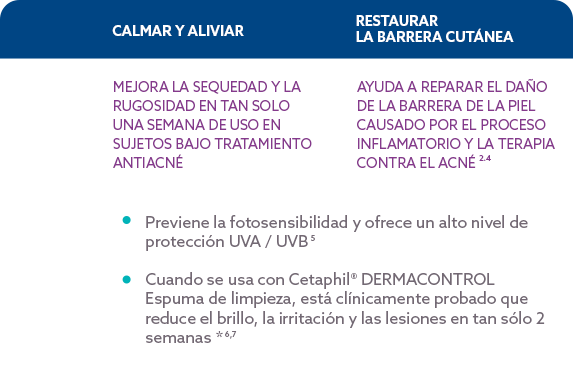 CALMAR Y ALIVIAR
RESTAURAR
LA BARRERA CUTÁNEA
MEJORA LA SEQUEDAD Y LA
RUGOSIDAD EN TAN SOLO
UNA SEMANA DE USO EN
SUJETOS BAJO TRATAMIENTO
ANTIACNÉ
AYUDA A REPARAR EL DAÑO
DE LA BARRERA DE LA PIEL
CAUSADO POR EL PROCESO
INFLAMATORIO Y LA TERAPIA
CONTRA EL ACNÉ 2,4
• Previene la fotosensibilidad y ofrece un alto nivel de
protección UVA / UVB 5
• Cuando se usa con Cetaphil® DERMACONTROL
Espuma de limpieza, está clínicamente probado que
reduce el brillo, la irritación y las lesiones en tan sólo 2
semanas * 6,7